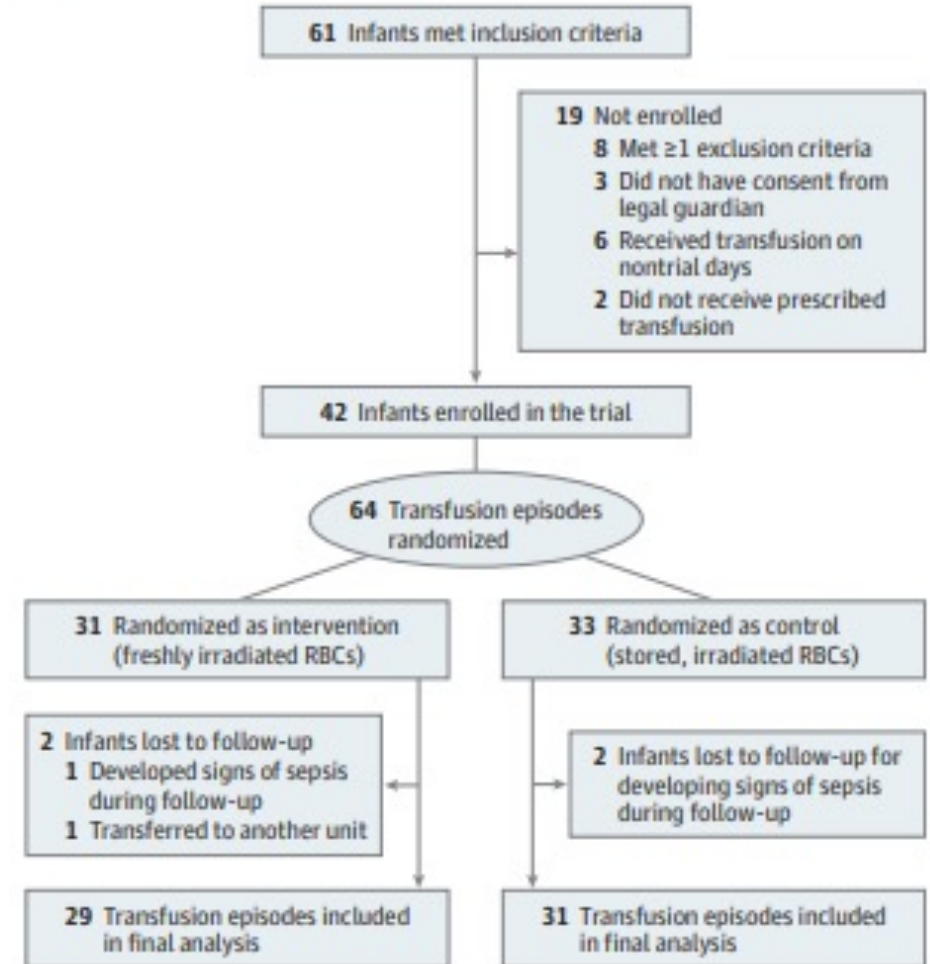 61 Infants met inclusion criteria
19 Not enrolled
8 Met ≥1 exclusion criteria
3 Did not have consent from
legal guardian
6 Received transfusion on
nontrial days
2 Did not receive prescribed
transfusion
42 Infants enrolled in the trial
64 Transfusion episodes
randomized
31 Randomized as intervention
(freshly irradiated RBCs)
33 Randomized as control
(stored, irradiated RBCs)
2 Infants lost to follow-up
1 Developed signs of sepsis
during follow-up
1 Transferred to another unit
2 Infants lost to follow-up for
developing signs of sepsis
during follow-up
29 Transfusion episodes included
in final analysis
31 Transfusion episodes included
in final analysis